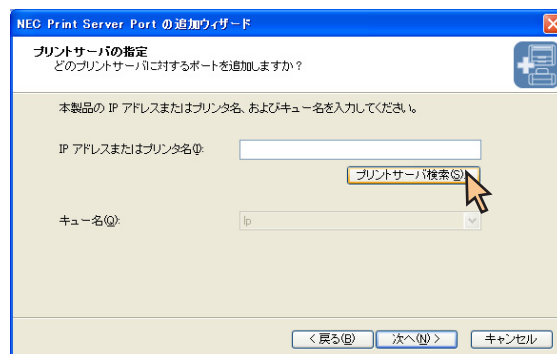 NEC Print Server Port の追加ウィザード
プリントサーバの指定
どのプリントサーバに対するポートを追加しますか？
本製品の IP アドレスまたはプリンタ名、およびキュー名を入力してください。
IP アドレスまたはプリンタ名(I):
プリントサーバ検索(S)
キュー名(Q):
lp
< 戻る(B)
次へ(N) >
キャンセル